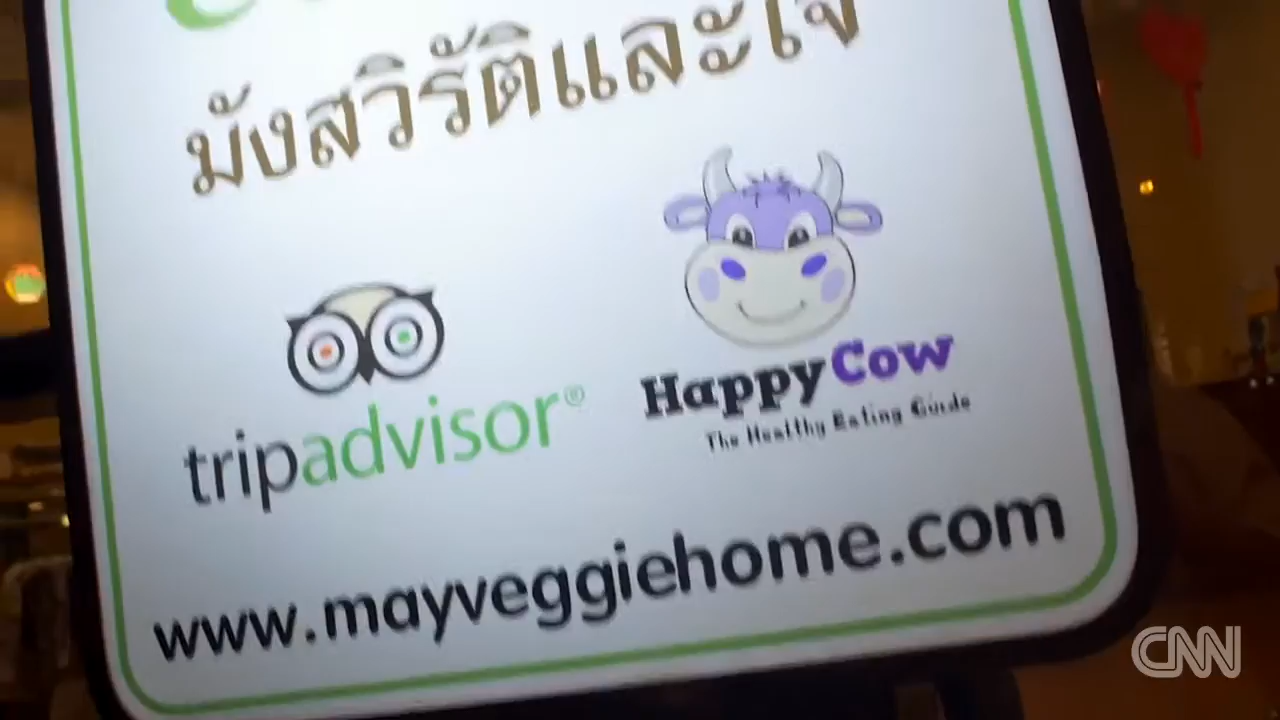 มังสวิรัติและเจ
tripadvisor®
HappyCow
The Healthy Eating Guide
www.mayveggiehome.com
CNN